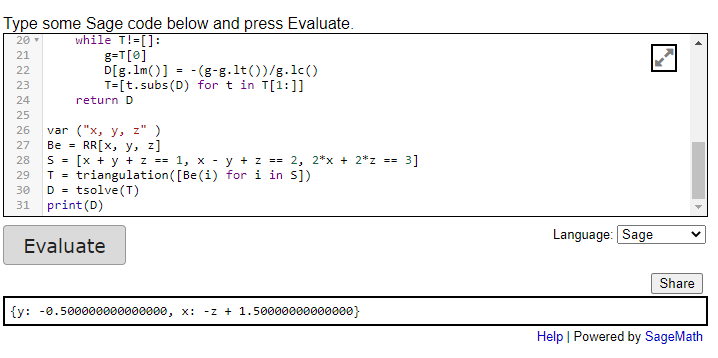 Type some Sage code below and press Evaluate.
20 while T!=[]:
21 g=T[0]
22 D[g.lm()] = -(g-g.lt())/g.lc()
23 T=[t.subs(D) for t in T[1:]]
24 return D
25
26 var ("x, y, z" )
27 Be = RR[x, y, z]
28 S = [x + y + z == 1, x - y + z == 2, 2*x + 2*z == 3]
29 T = triangulation([Be(i) for i in S])
30 D = tsolve(T)
31 print(D)
Evaluate
Language: Sage
Share
{y: -0.500000000000000, x: -z + 1.50000000000000}
Help | Powered by SageMath